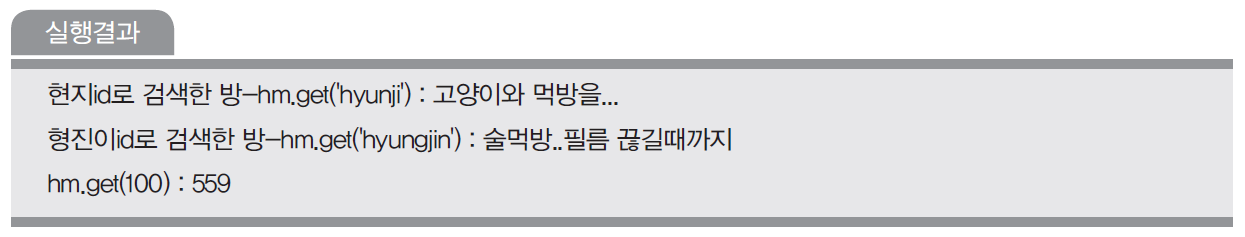 실행결과
현지id로 검색한 방-hm.get('hyunji') : 고양이와 먹방을...
형진이id로 검색한 방-hm.get('hyungjin') : 술먹방..필름 끊길때까지
hm.get(100) : 559